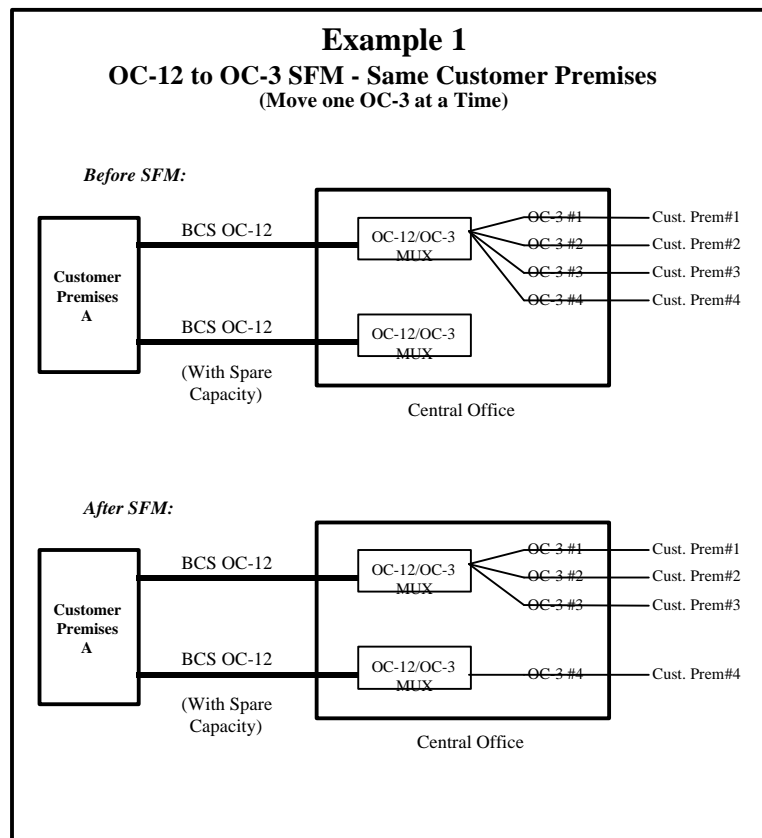 Example 1
OC-12 to OC-3 SFM - Same Customer Premises
(Move one OC-3 at a Time)
Before SFM:
Customer
Premises
A
BCS OC-12
BCS OC-12
(With Spare
Capacity)
OC-12/OC-3
MUX
OC-12/OC-3
MUX
OC-3 #1
OC-3 #2
OC-3 #3
OC-3 #4
Cust. Prem#1
Cust. Prem#2
Cust. Prem#3
Cust. Prem#4
Central Office
After SFM:
Customer
Premises
A
BCS OC-12
BCS OC-12
(With Spare
Capacity)
OC-12/OC-3
MUX
OC-12/OC-3
MUX
OC-3 #1
OC-3 #2
OC-3 #3
OC-3 #4
Cust. Prem#1
Cust. Prem#2
Cust. Prem#3
Cust. Prem#4
Central Office